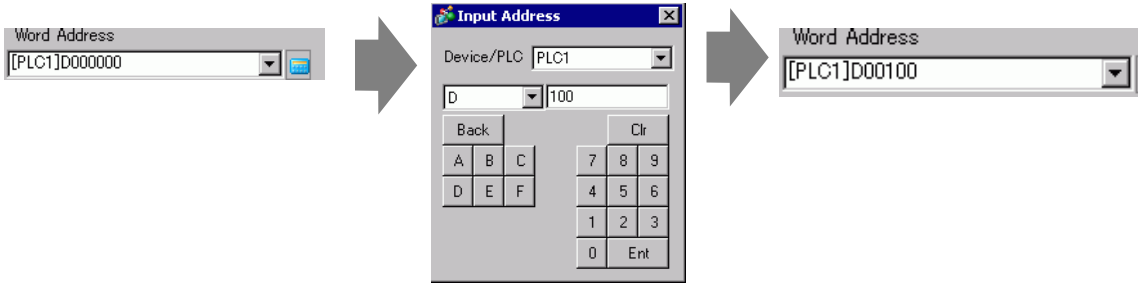 Word Address
[PLC1]D000000
Input Address
Device/PLC PLC1
D 100
Back Clr
A B C 7 8 9
D E F 4 5 6
1 2 3
0 Ent
Word Address
[PLC1]D00100